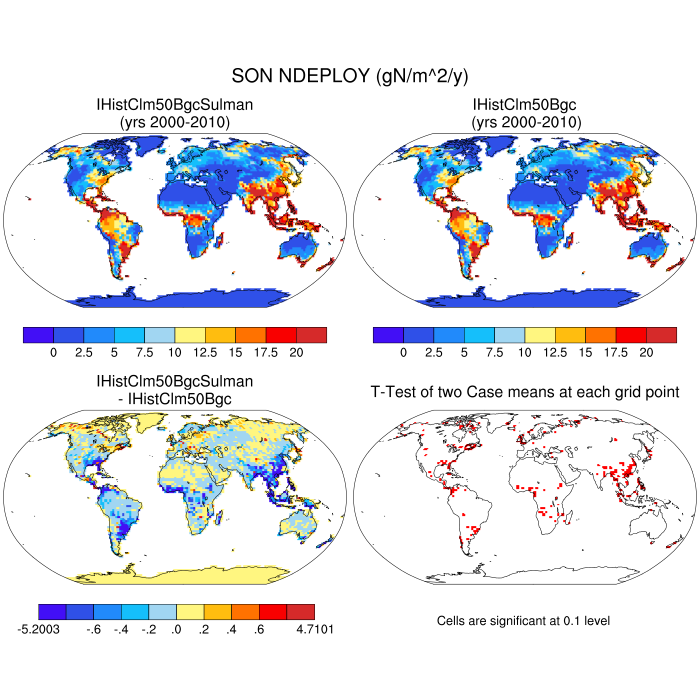 SON NDEPLOY (gN/m^2/y)
IHistClm50BgcSulman
(yrs 2000-2010)
IHistClm50Bgc
(yrs 2000-2010)
0 2.5 5 7.5 10 12.5 15 17.5 20
0 2.5 5 7.5 10 12.5 15 17.5 20
IHistClm50BgcSulman
- IHistClm50Bgc
T-Test of two Case means at each grid point
-5.2003 -.6 -.4 -.2 .0 .2 .4 .6 4.7101
Cells are significant at 0.1 level